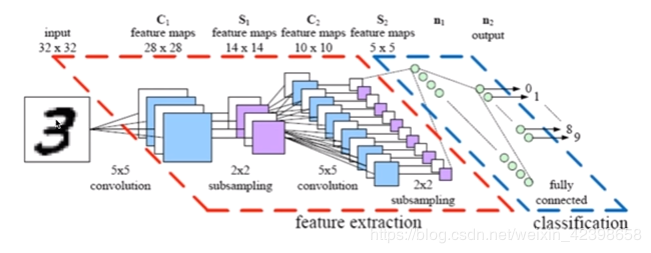 C₁
S₁
C₂
S₂
n₁
n₂
input
feature maps
feature maps
feature maps
feature maps
output
32 x 32
28 x 28
14 x 14
10 x 10
5 x 5
0
1
8
9
3
5x5
convolution
2x2
subsampling
5x5
convolution
2x2
subsampling
fully
connected
feature extraction
classification
https://blog.csdn.net/weixin_42398658